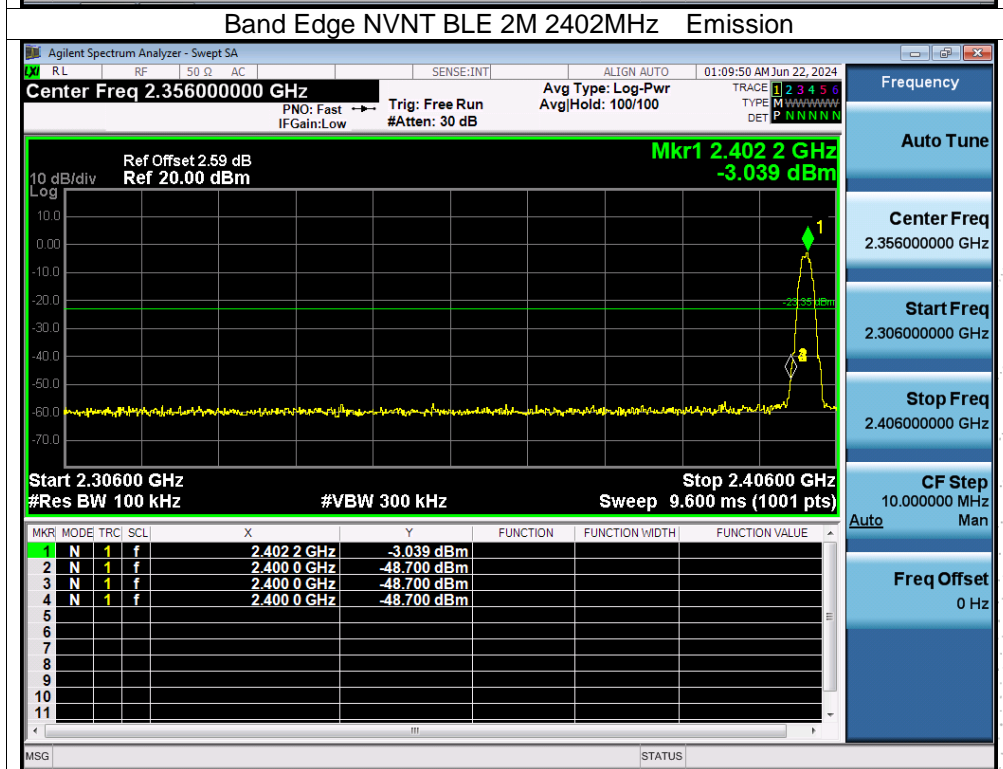 Band Edge NVNT BLE 2M 2402MHz Emission
Agilent Spectrum Analyzer - Swept SA
LXI RL RF 50 Ω AC SENSE:INT ALIGN AUTO 01:09:50 AM Jun 22, 2024
Center Freq 2.356000000 GHz
PNO: Fast
IFGain:Low
Trig: Free Run
#Atten: 30 dB
Avg Type: Log-Pwr
Avg|Hold: 100/100
TRACE 1 2 3 4 5 6
TYPE M WWWWW
DET P N N N N N
Frequency
Auto Tune
Mkr1 2.402 2 GHz
-3.039 dBm
Ref Offset 2.59 dB
10 dB/div Ref 20.00 dBm
Log
10.0
0.00
-10.0
-20.0
-30.0
-40.0
-50.0
-60.0
-70.0
1
-23.35 dBm
Start 2.30600 GHz Stop 2.40600 GHz
#Res BW 100 kHz #VBW 300 kHz Sweep 9.600 ms (1001 pts)
Center Freq
2.356000000 GHz
Start Freq
2.306000000 GHz
Stop Freq
2.406000000 GHz
CF Step
10.000000 MHz
Auto Man
Freq Offset
0 Hz
MKR MODE TRC SCL X Y FUNCTION FUNCTION WIDTH FUNCTION VALUE
1 N 1 f 2.402 2 GHz -3.039 dBm
2 N 1 f 2.400 0 GHz -48.700 dBm
3 N 1 f 2.400 0 GHz -48.700 dBm
4 N 1 f 2.400 0 GHz -48.700 dBm
5
6
7
8
9
10
11
MSG STATUS